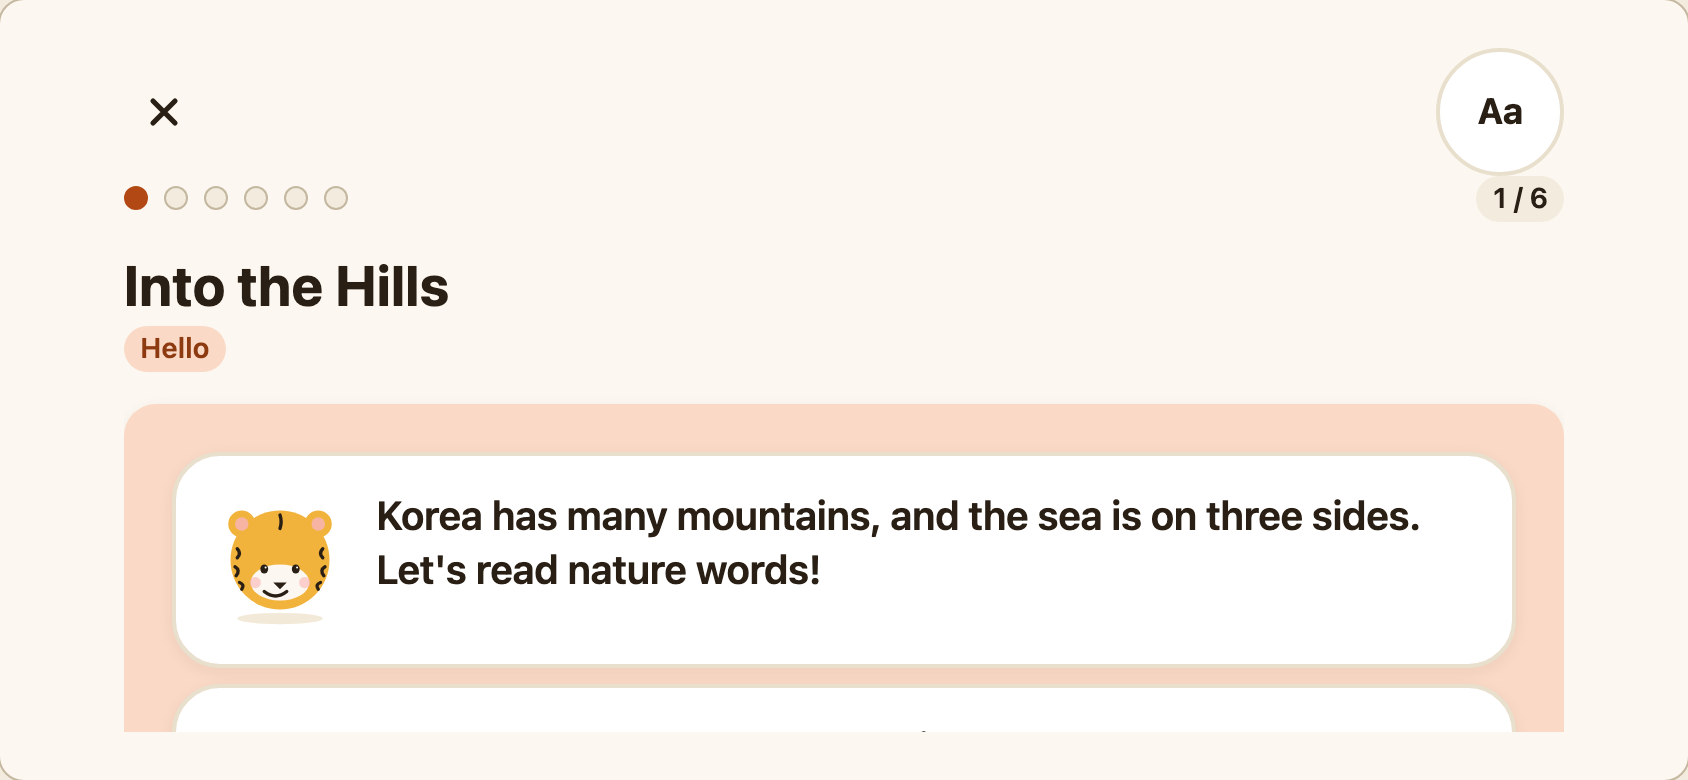 Aa
1 / 6
Into the Hills
Hello
Korea has many mountains, and the sea is on three sides.
Let's read nature words!